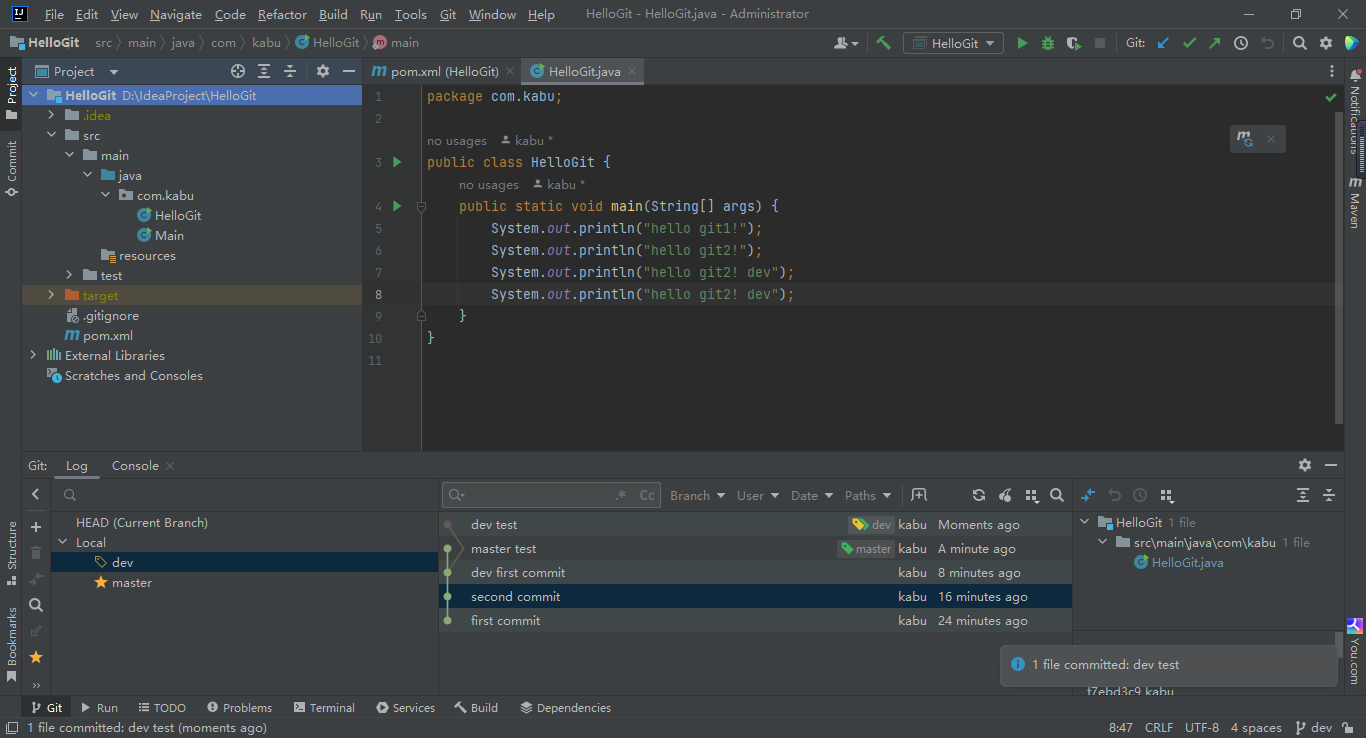 File Edit View Navigate Code Refactor Build Run Tools Git Window Help HelloGit - HelloGit.java - Administrator
HelloGit src main java com kabu HelloGit main HelloGit Git:
Project pom.xml (HelloGit) HelloGit.java
HelloGit D:\IdeaProject\HelloGit
.idea
src
main
java
com.kabu
HelloGit
Main
resources
test
target
.gitignore
pom.xml
External Libraries
Scratches and Consoles
1 package com.kabu;
2
no usages kabu *
3 public class HelloGit {
no usages kabu *
4 public static void main(String[] args) {
5 System.out.println("hello git1!");
6 System.out.println("hello git2!");
7 System.out.println("hello git2! dev");
8 System.out.println("hello git2! dev");
9 }
10 }
11
Project
Commit
Structure
Bookmarks
Notifications
Maven
You.com
Git: Log Console
HEAD (Current Branch)
Local
dev
master
.* Cc Branch User Date Paths
dev test dev kabu Moments ago
master test master kabu A minute ago
dev first commit kabu 8 minutes ago
second commit kabu 16 minutes ago
first commit kabu 24 minutes ago
HelloGit 1 file
src\main\java\com\kabu 1 file
HelloGit.java
1 file committed: dev test
f7ebd3c9 kabu
Git Run TODO Problems Terminal Services Build Dependencies
1 file committed: dev test (moments ago) 8:47 CRLF UTF-8 4 spaces dev